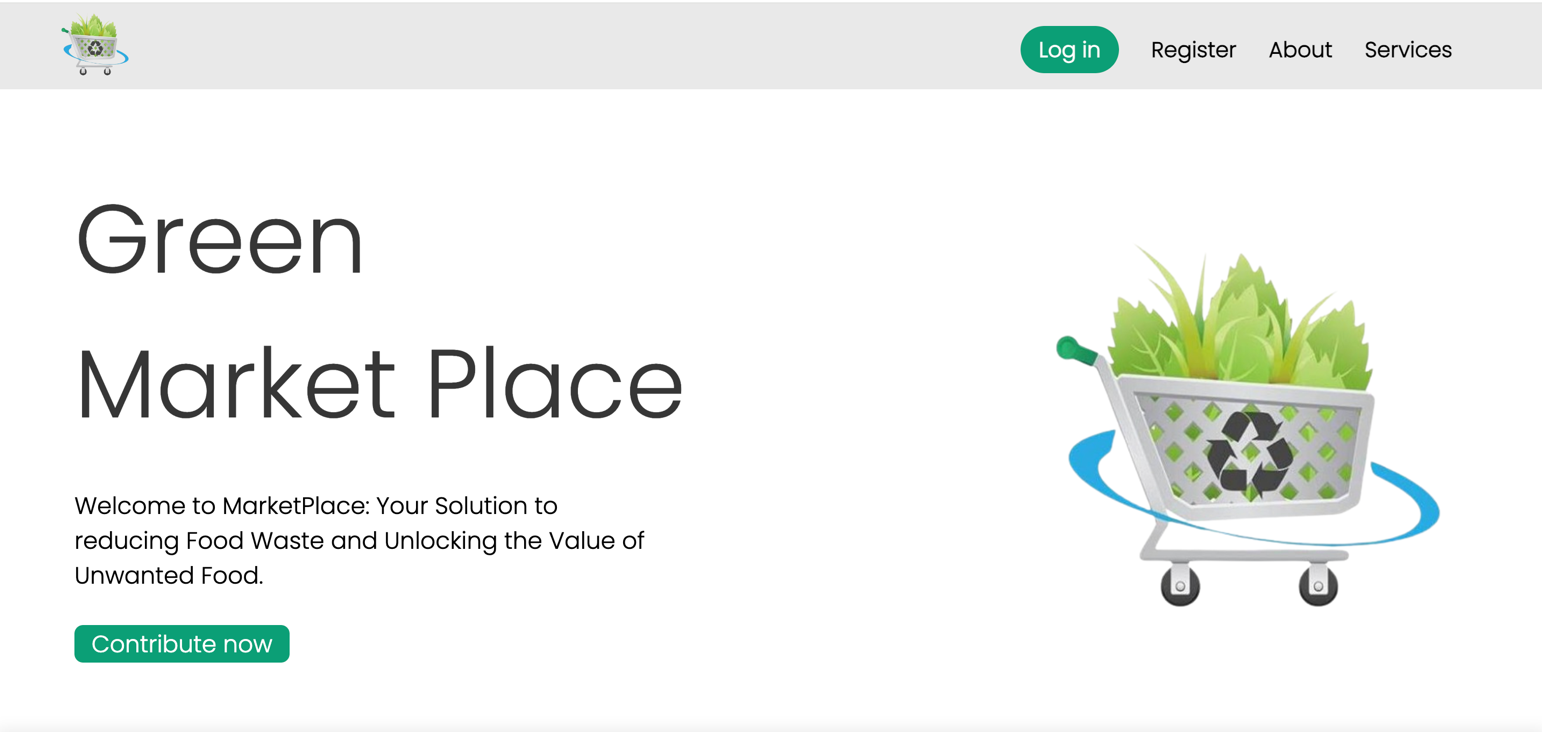 Log in Register About Services
Green
Market Place
Welcome to MarketPlace: Your Solution to
reducing Food Waste and Unlocking the Value of
Unwanted Food.
Contribute now